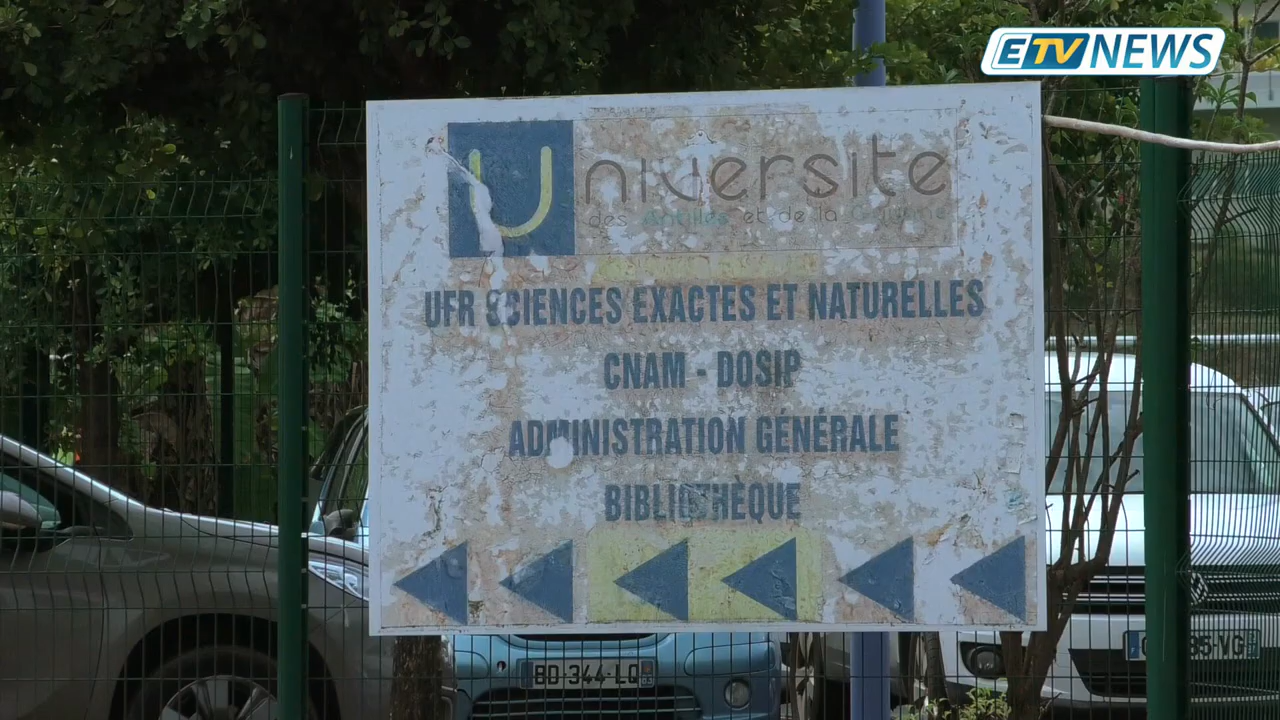 ETV NEWS
Université
des Antilles et de la Guyane
UFR SCIENCES EXACTES ET NATURELLES
CNAM - DOSIP
ADMINISTRATION GÉNÉRALE
BIBLIOTHÈQUE
BD-344-LQ